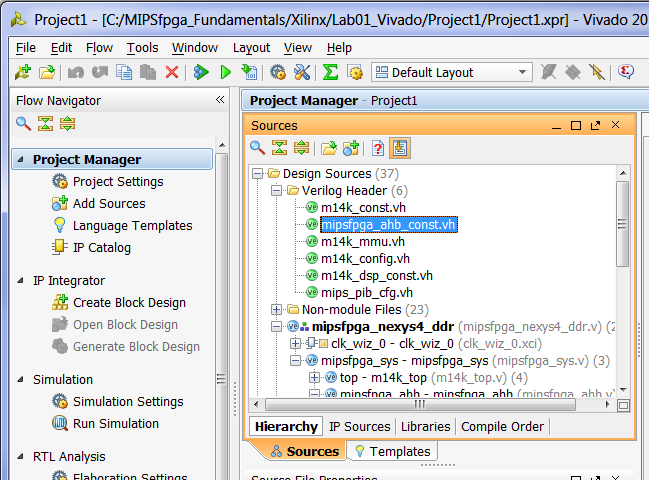 Project1 - [C:/MIPSfpga_Fundamentals/Xilinx/Lab01_Vivado/Project1/Project1.xpr] - Vivado 20
File Edit Flow Tools Window Layout View Help
Default Layout
Flow Navigator
Project Manager
Project Settings
Add Sources
Language Templates
IP Catalog
IP Integrator
Create Block Design
Open Block Design
Generate Block Design
Simulation
Simulation Settings
Run Simulation
RTL Analysis
Elaboration Settings
Project Manager - Project1
Sources
Design Sources (37)
Verilog Header (6)
m14k_const.vh
mipsfpga_ahb_const.vh
m14k_mmu.vh
m14k_config.vh
m14k_dsp_const.vh
mips_pib_cfg.vh
Non-module Files (23)
mipsfpga_nexys4_ddr (mipsfpga_nexys4_ddr.v) (2
clk_wiz_0 - clk_wiz_0 (clk_wiz_0.xci)
mipsfpga_sys - mipsfpga_sys (mipsfpga_sys.v) (3)
top - m14k_top (m14k_top.v) (4)
mipsfpga_ahb - mipsfpga_ahb (mipsfpga_ahb.v)
Hierarchy IP Sources Libraries Compile Order
Sources Templates
Source File Properties